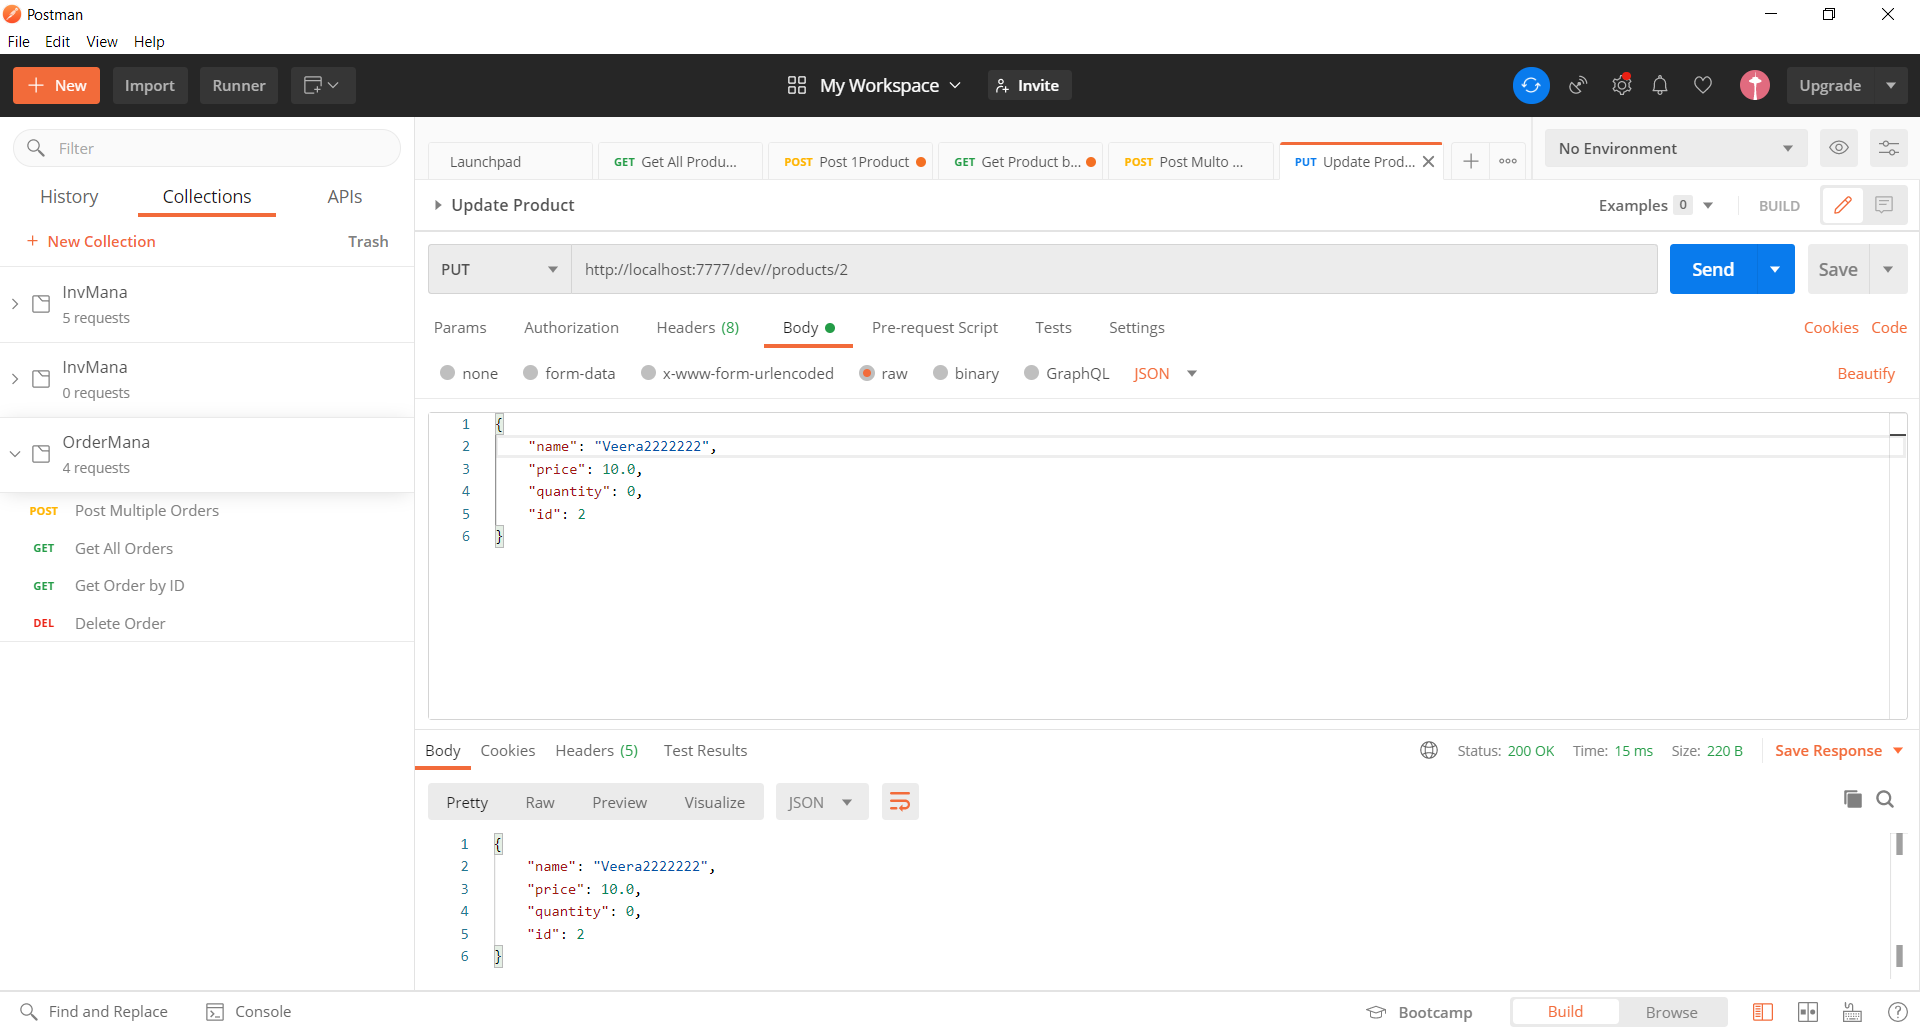 Postman
File Edit View Help
New Import Runner My Workspace Invite Upgrade
Filter
History Collections APIs
+ New Collection Trash
InvMana
5 requests
InvMana
0 requests
OrderMana
4 requests
POST Post Multiple Orders
GET Get All Orders
GET Get Order by ID
DEL Delete Order
Launchpad GET Get All Produ... POST Post 1Product GET Get Product b... POST Post Multo ... PUT Update Prod... No Environment
Update Product Examples 0 BUILD
PUT http://localhost:7777/dev//products/2 Send Save
Params Authorization Headers (8) Body Pre-request Script Tests Settings Cookies Code
none form-data x-www-form-urlencoded raw binary GraphQL JSON Beautify
1 {
2 "name": "Veera2222222",
3 "price": 10.0,
4 "quantity": 0,
5 "id": 2
6 }
Body Cookies Headers (5) Test Results Status: 200 OK Time: 15 ms Size: 220 B Save Response
Pretty Raw Preview Visualize JSON
1 {
2 "name": "Veera2222222",
3 "price": 10.0,
4 "quantity": 0,
5 "id": 2
6 }
Find and Replace Console Bootcamp Build Browse